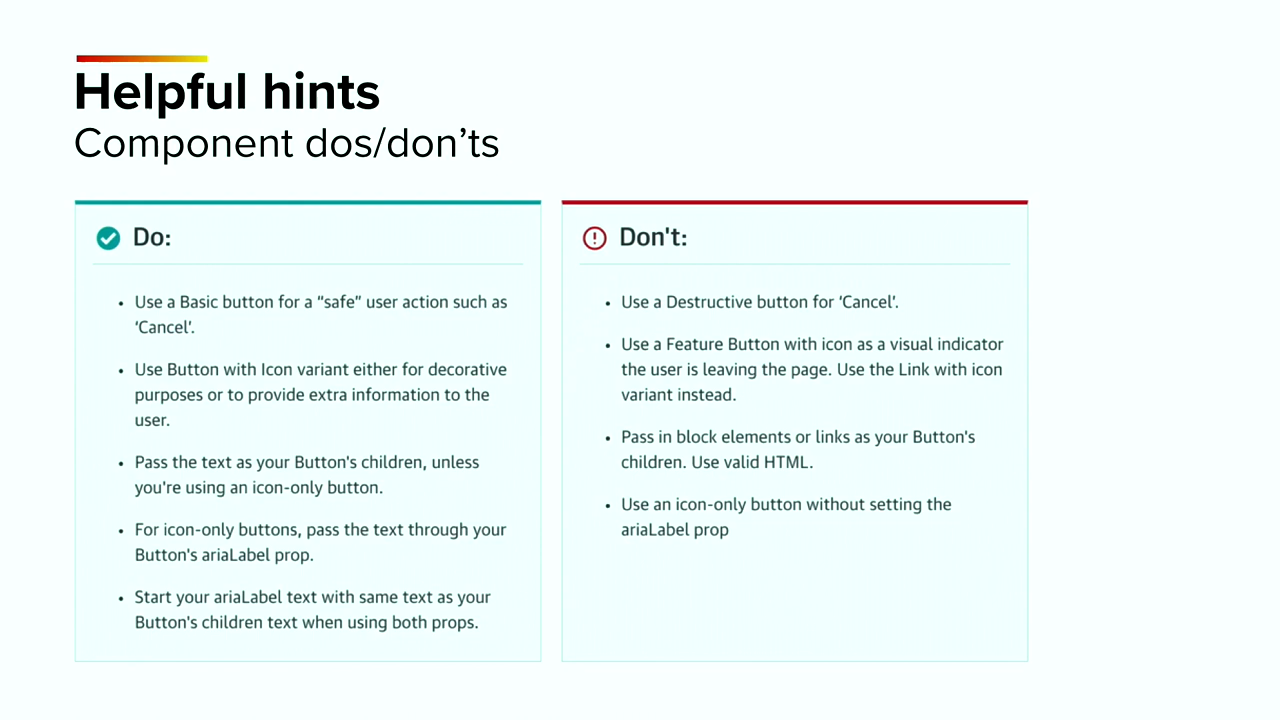 Helpful hints
Component dos/don’ts
Do:
• Use a Basic button for a “safe” user action such as
‘Cancel’.
• Use Button with Icon variant either for decorative
purposes or to provide extra information to the
user.
• Pass the text as your Button's children, unless
you're using an icon-only button.
• For icon-only buttons, pass the text through your
Button's ariaLabel prop.
• Start your ariaLabel text with same text as your
Button's children text when using both props.
Don't:
• Use a Destructive button for ‘Cancel’.
• Use a Feature Button with icon as a visual indicator
the user is leaving the page. Use the Link with icon
variant instead.
• Pass in block elements or links as your Button's
children. Use valid HTML.
• Use an icon-only button without setting the
ariaLabel prop